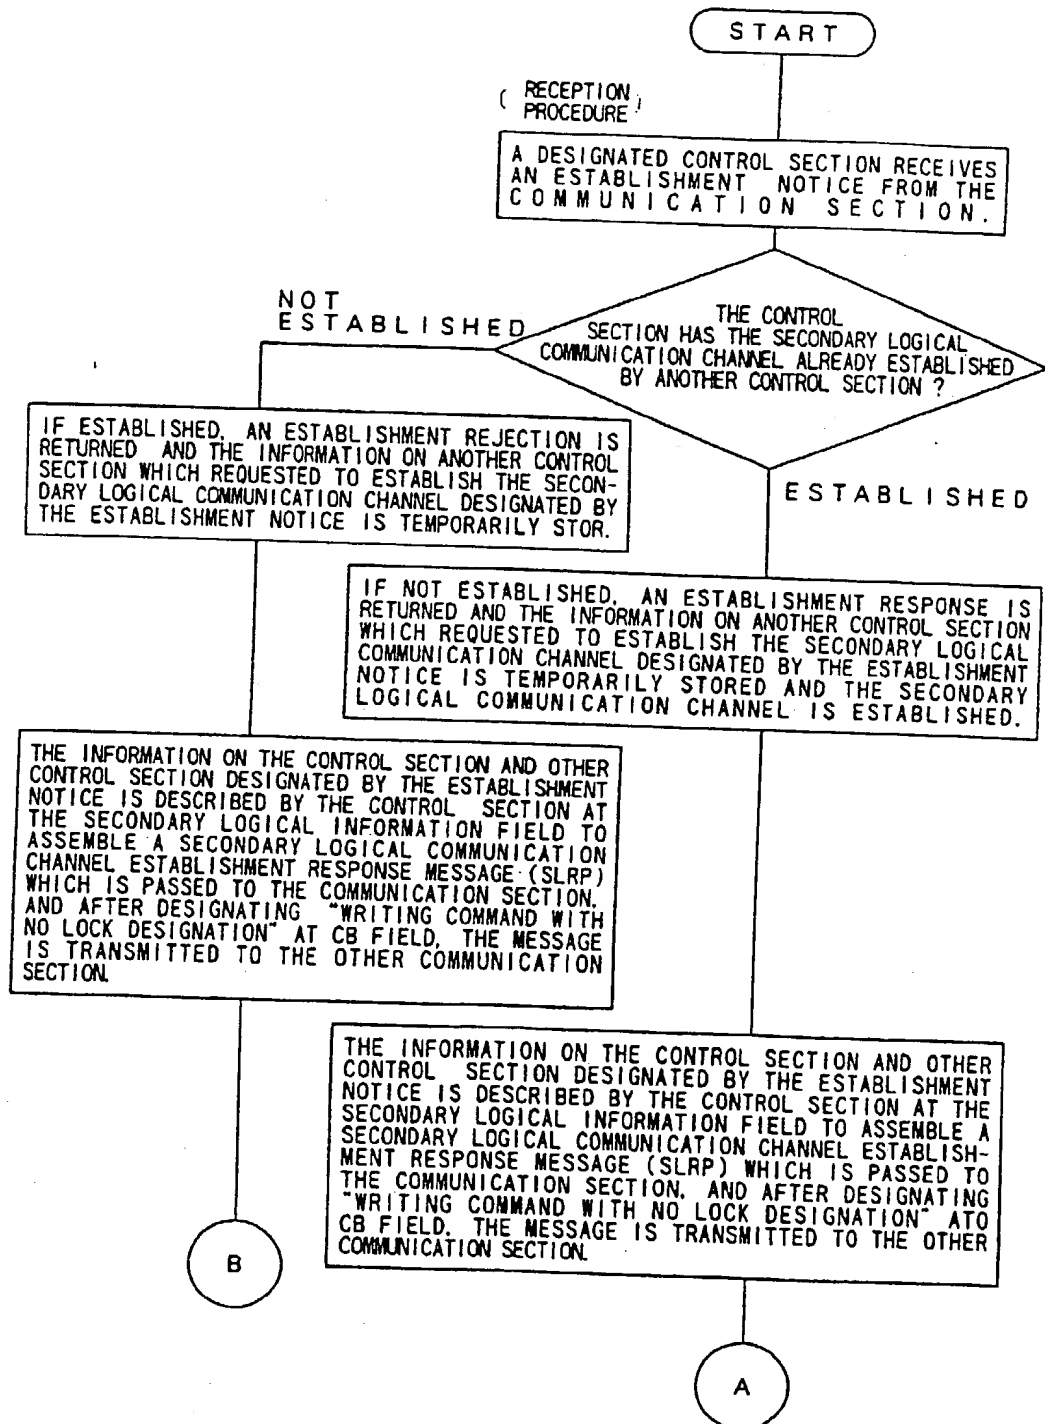 START
( RECEPTION
PROCEDURE )
A DESIGNATED CONTROL SECTION RECEIVES
AN ESTABLISHMENT NOTICE FROM THE
COMMUNICATION SECTION.
THE CONTROL
SECTION HAS THE SECONDARY LOGICAL
COMMUNICATION CHANNEL ALREADY ESTABLISHED
BY ANOTHER CONTROL SECTION ?
NOT
ESTABLISHED
ESTABLISHED
IF ESTABLISHED, AN ESTABLISHMENT REJECTION IS
RETURNED AND THE INFORMATION ON ANOTHER CONTROL
SECTION WHICH REQUESTED TO ESTABLISH THE SECON-
DARY LOGICAL COMMUNICATION CHANNEL DESIGNATED BY
THE ESTABLISHMENT NOTICE IS TEMPORARILY STOR.
IF NOT ESTABLISHED, AN ESTABLISHMENT RESPONSE IS
RETURNED AND THE INFORMATION ON ANOTHER CONTROL SECTION
WHICH REQUESTED TO ESTABLISH THE SECONDARY LOGICAL
COMMUNICATION CHANNEL DESIGNATED BY THE ESTABLISHMENT
NOTICE IS TEMPORARILY STORED AND THE SECONDARY
LOGICAL COMMUNICATION CHANNEL IS ESTABLISHED.
THE INFORMATION ON THE CONTROL SECTION AND OTHER
CONTROL SECTION DESIGNATED BY THE ESTABLISHMENT
NOTICE IS DESCRIBED BY THE CONTROL SECTION AT
THE SECONDARY LOGICAL INFORMATION FIELD TO
ASSEMBLE A SECONDARY LOGICAL COMMUNICATION
CHANNEL ESTABLISHMENT RESPONSE MESSAGE (SLRP)
WHICH IS PASSED TO THE COMMUNICATION SECTION,
AND AFTER DESIGNATING "WRITING COMMAND WITH
NO LOCK DESIGNATION" AT CB FIELD, THE MESSAGE
IS TRANSMITTED TO THE OTHER COMMUNICATION
SECTION.
THE INFORMATION ON THE CONTROL SECTION AND OTHER
CONTROL SECTION DESIGNATED BY THE ESTABLISHMENT
NOTICE IS DESCRIBED BY THE CONTROL SECTION AT THE
SECONDARY LOGICAL INFORMATION FIELD TO ASSEMBLE A
SECONDARY LOGICAL COMMUNICATION CHANNEL ESTABLISH-
MENT RESPONSE MESSAGE (SLRP) WHICH IS PASSED TO
THE COMMUNICATION SECTION, AND AFTER DESIGNATING
"WRITING COMMAND WITH NO LOCK DESIGNATION" ATO
CB FIELD, THE MESSAGE IS TRANSMITTED TO THE OTHER
COMMUNICATION SECTION.
B
A